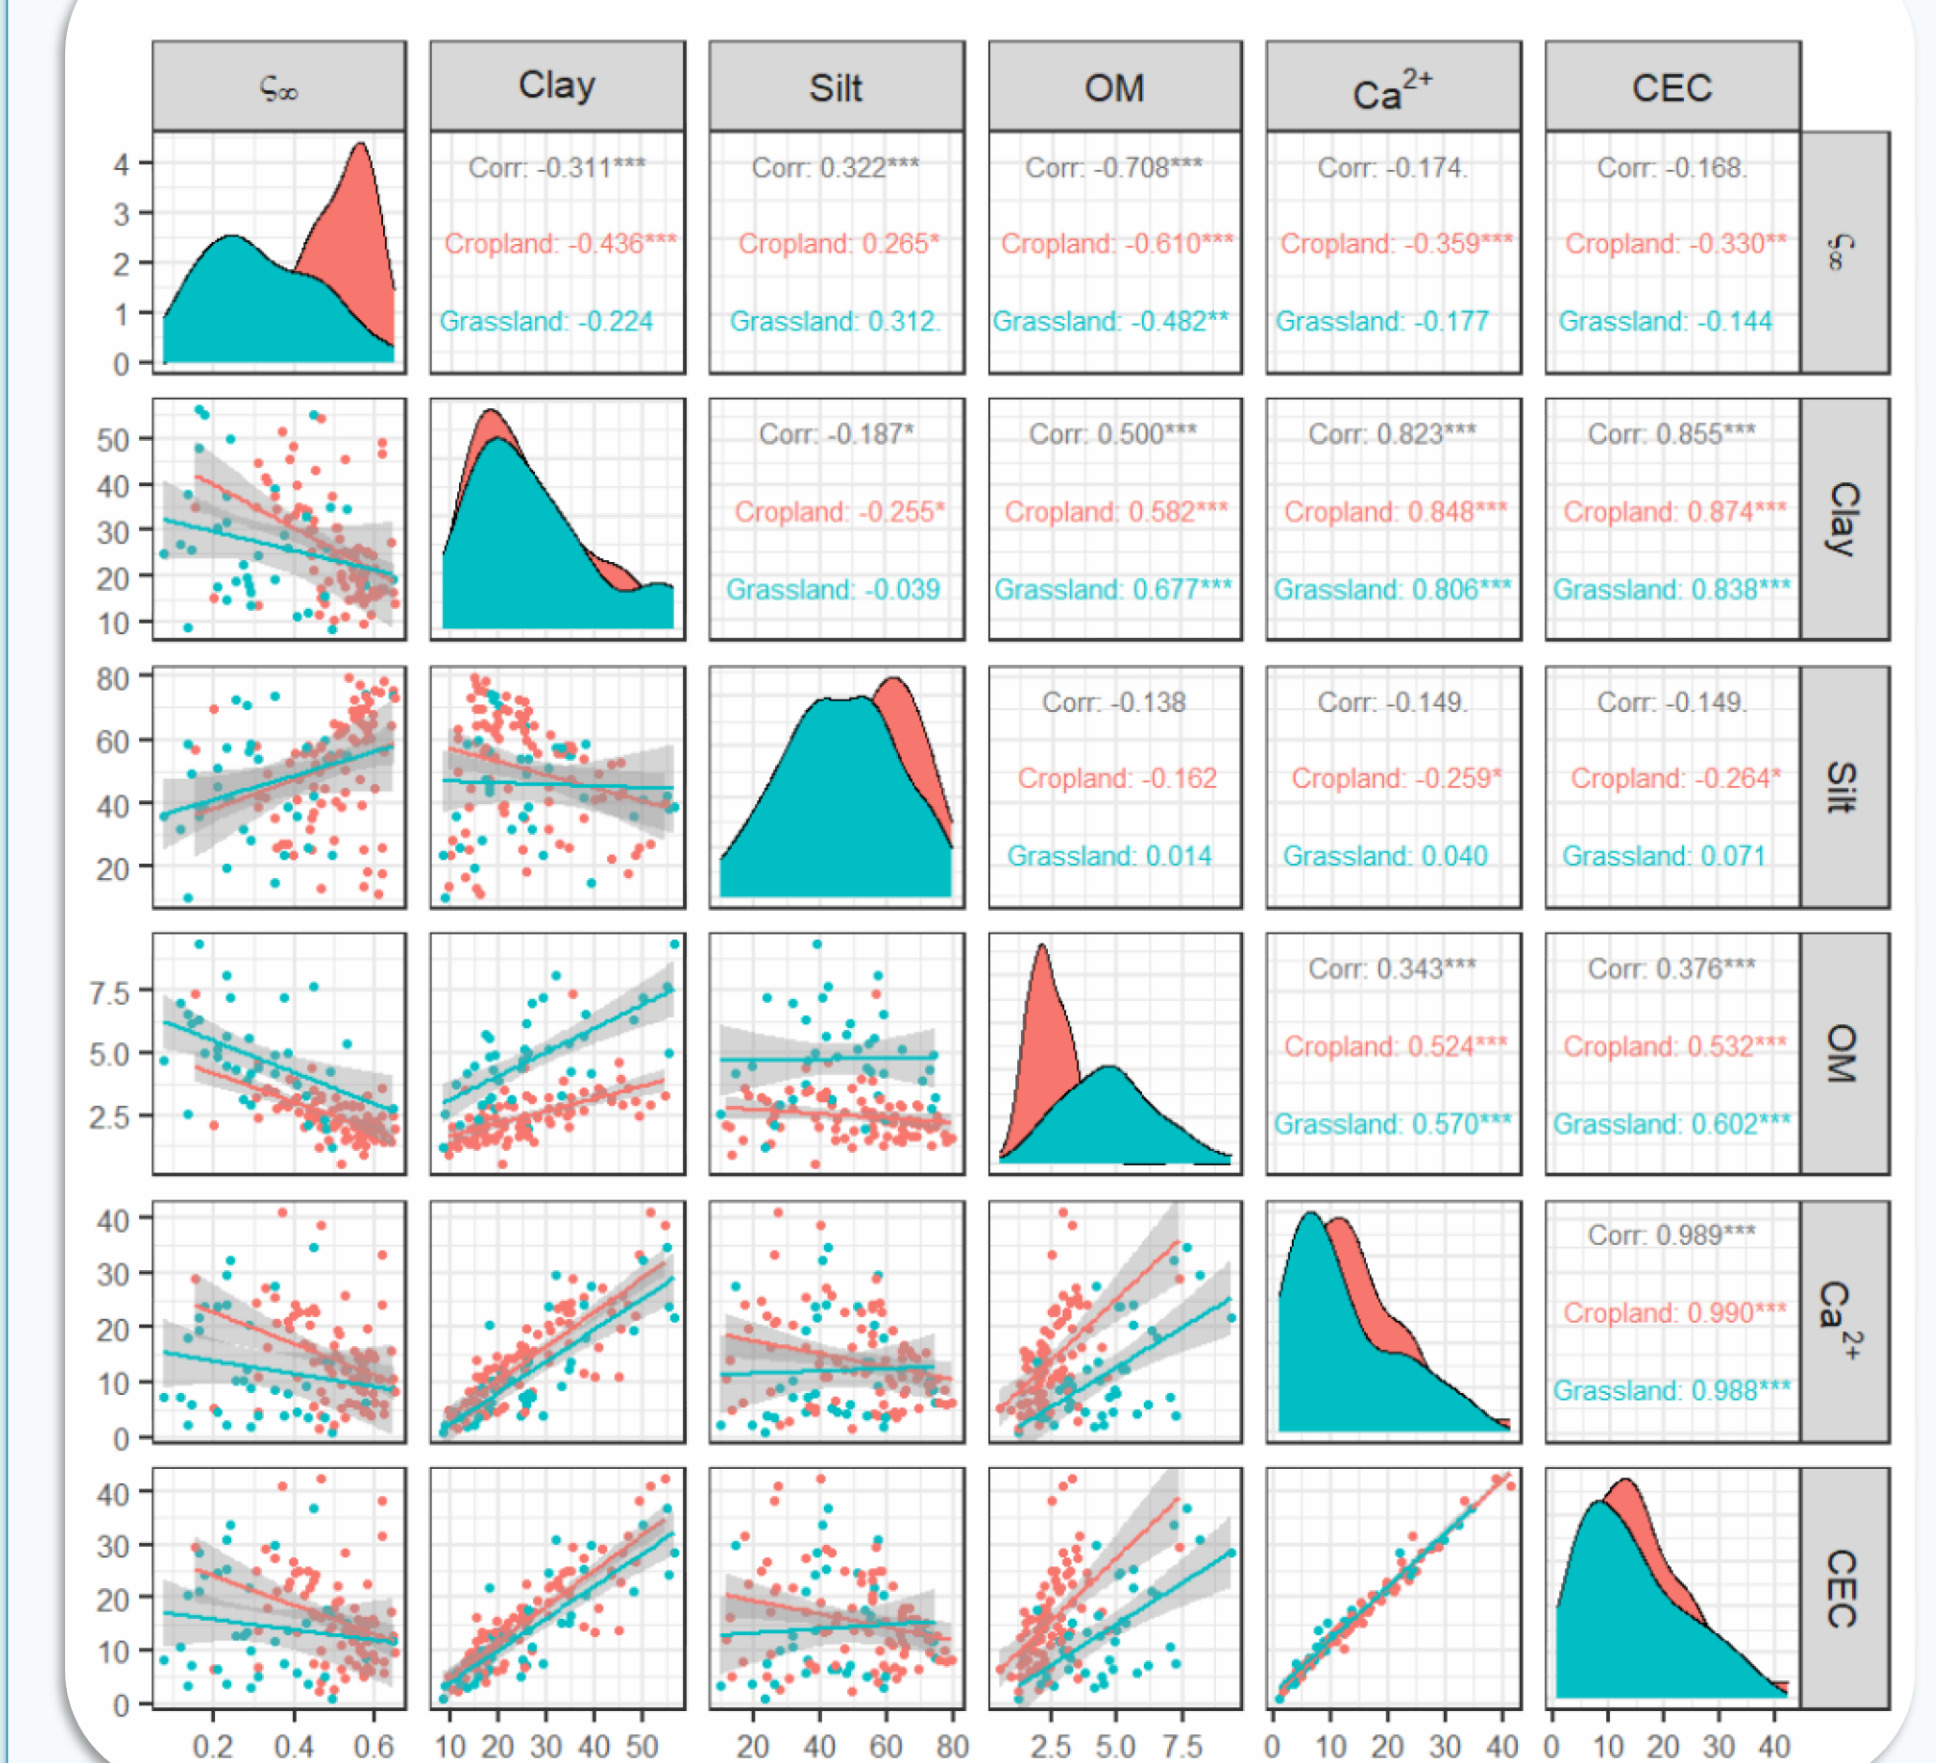 ς∞ Clay Silt OM Ca²⁺ CEC
4 Corr: -0.311*** Corr: 0.322*** Corr: -0.708*** Corr: -0.174. Corr: -0.168.
3
Cropland: -0.436*** Cropland: 0.265* Cropland: -0.610*** Cropland: -0.359*** Cropland: -0.330** ς∞
2
1 Grassland: -0.224 Grassland: 0.312. Grassland: -0.482** Grassland: -0.177 Grassland: -0.144
0
50 Corr: -0.187* Corr: 0.500*** Corr: 0.823*** Corr: 0.855***
40
30 Cropland: -0.255* Cropland: 0.582*** Cropland: 0.848*** Cropland: 0.874*** Clay
20 Grassland: -0.039 Grassland: 0.677*** Grassland: 0.806*** Grassland: 0.838***
10
80 Corr: -0.138 Corr: -0.149. Corr: -0.149.
60
Cropland: -0.162 Cropland: -0.259* Cropland: -0.264* Silt
40
20 Grassland: 0.014 Grassland: 0.040 Grassland: 0.071
Corr: 0.343*** Corr: 0.376***
7.5
5.0 Cropland: 0.524*** Cropland: 0.532*** OM
2.5 Grassland: 0.570*** Grassland: 0.602***
40 Corr: 0.989***
30
20 Cropland: 0.990*** Ca²⁺
10 Grassland: 0.988***
0
40
30
20 CEC
10
0
0.2 0.4 0.6 10 20 30 40 50 20 40 60 80 2.5 5.0 7.5 0 10 20 30 40 0 10 20 30 40